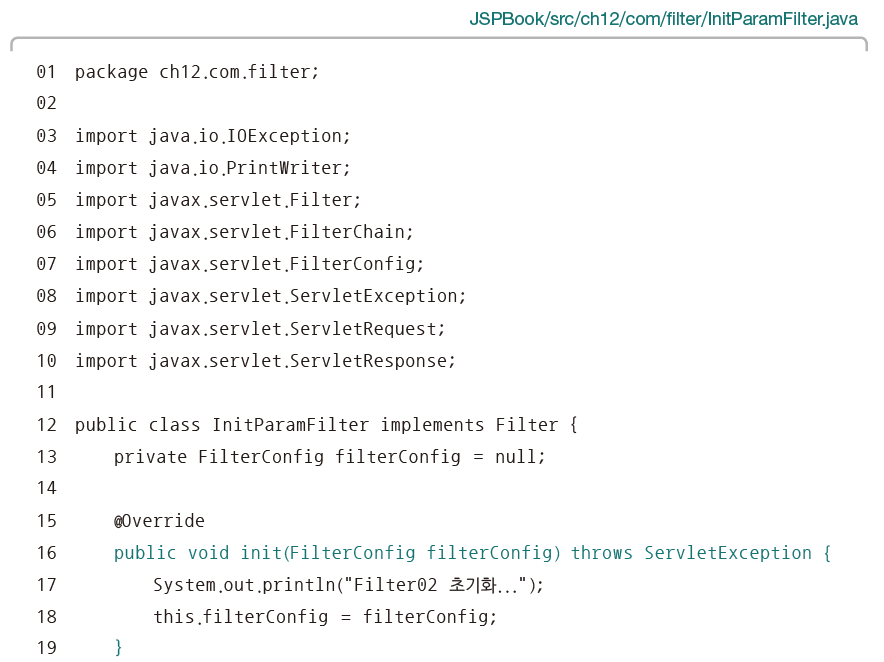 JSPBook/src/ch12/com/filter/InitParamFilter.java
01 package ch12.com.filter;
02
03 import java.io.IOException;
04 import java.io.PrintWriter;
05 import javax.servlet.Filter;
06 import javax.servlet.FilterChain;
07 import javax.servlet.FilterConfig;
08 import javax.servlet.ServletException;
09 import javax.servlet.ServletRequest;
10 import javax.servlet.ServletResponse;
11
12 public class InitParamFilter implements Filter {
13 private FilterConfig filterConfig = null;
14
15 @Override
16 public void init(FilterConfig filterConfig) throws ServletException {
17 System.out.println("Filter02 초기화...");
18 this.filterConfig = filterConfig;
19 }